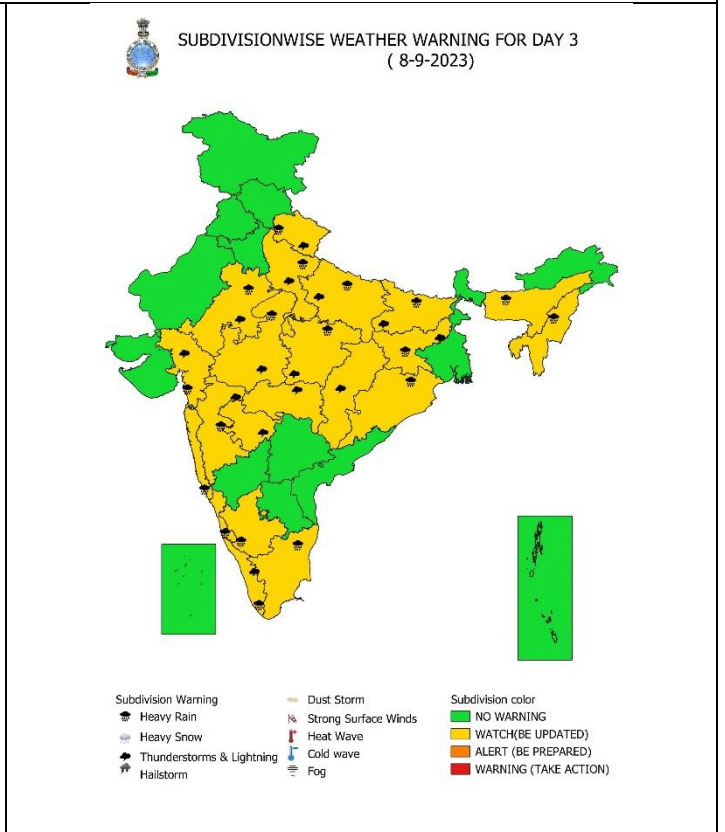 SUBDIVISIONWISE WEATHER WARNING FOR DAY 3
( 8-9-2023)
Subdivision Warning
Heavy Rain
Heavy Snow
Thunderstorms & Lightning
Hailstorm
Dust Storm
Strong Surface Winds
Heat Wave
Cold wave
Fog
Subdivision color
NO WARNING
WATCH(BE UPDATED)
ALERT (BE PREPARED)
WARNING (TAKE ACTION)